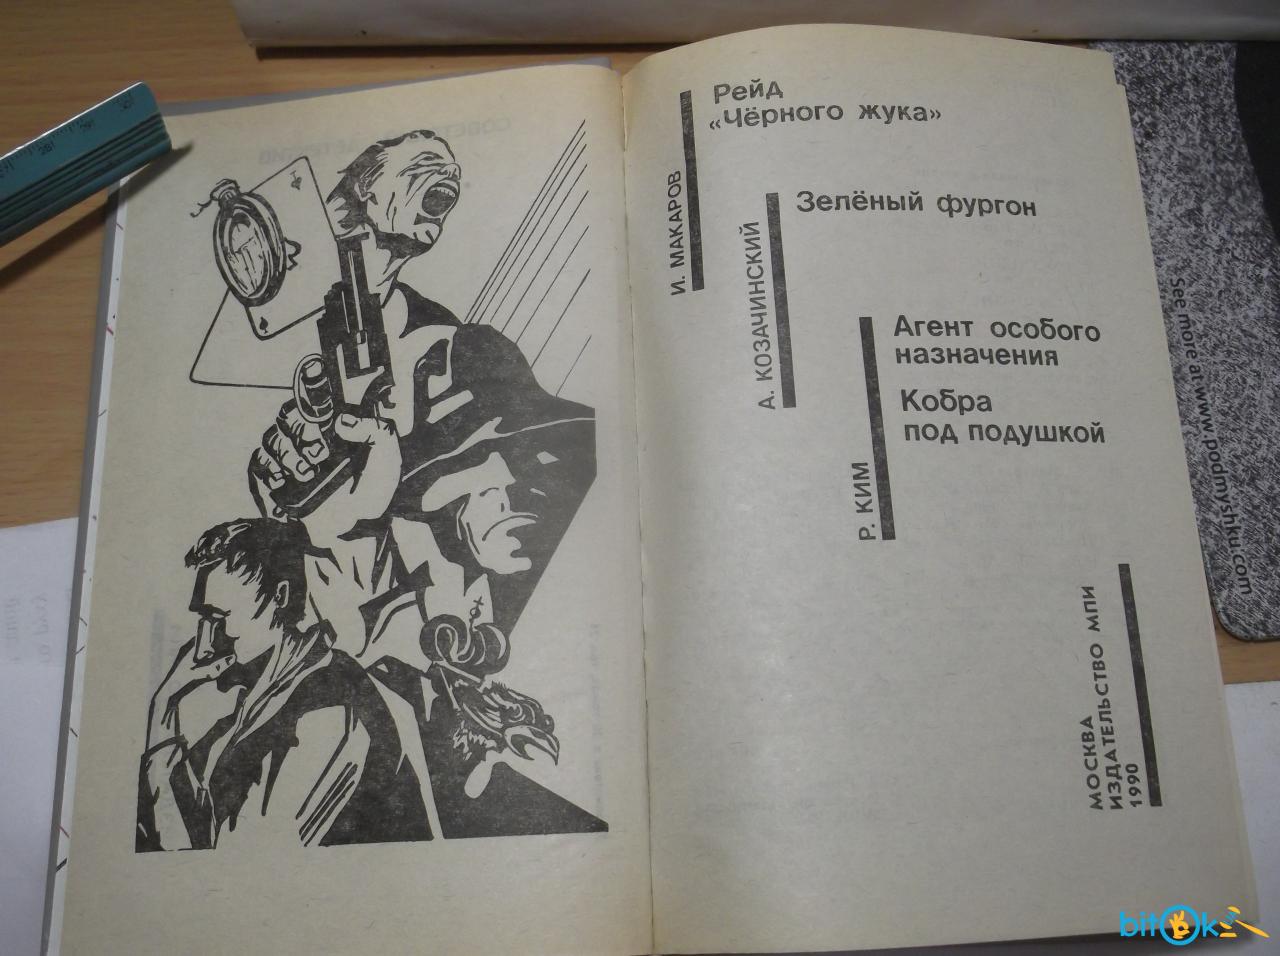 Рейд
«Чёрного жука»
И. МАКАРОВ
Зелёный фургон
А. КОЗАЧИНСКИЙ
Агент особого
назначения
Кобра
под подушкой
Р. КИМ
МОСКВА
ИЗДАТЕЛЬСТВО МПИ
1990
See more at www.podmyshku.com
bitok